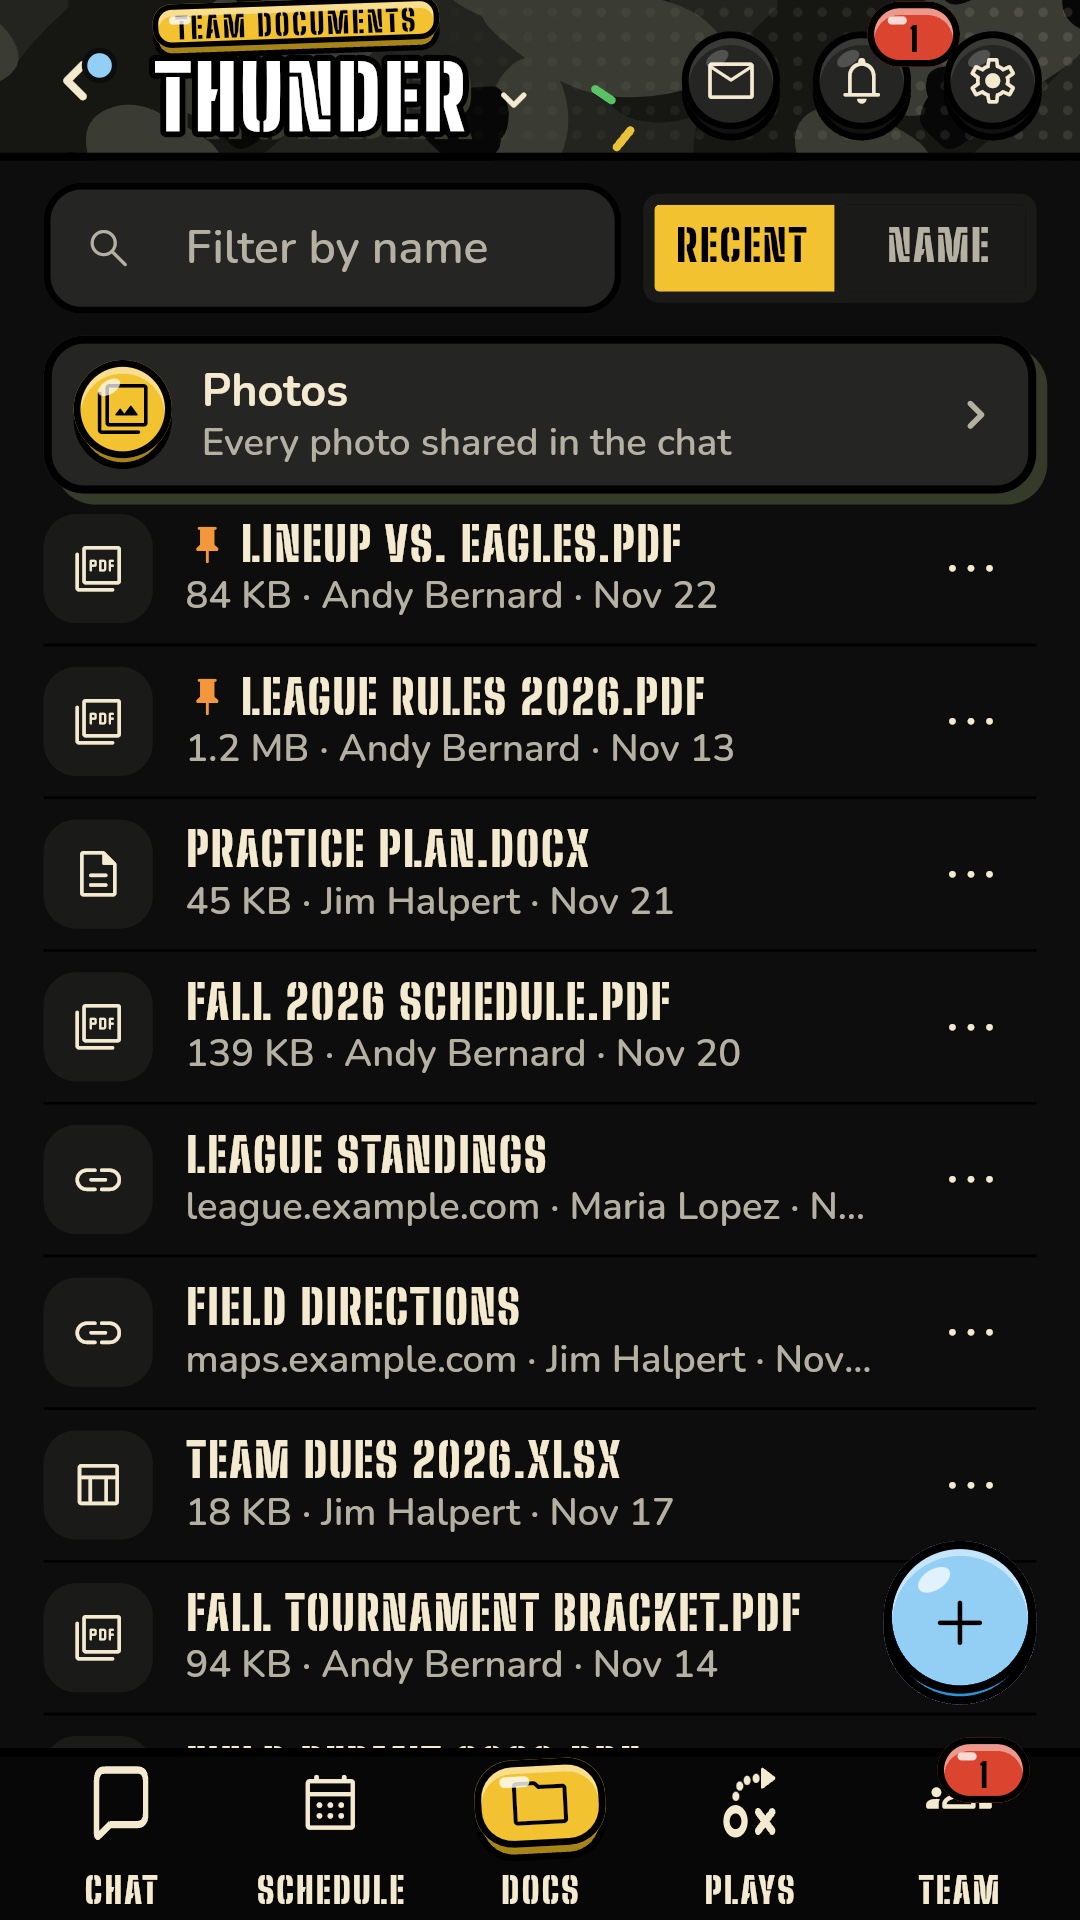 TEAM DOCUMENTS
THUNDER
1
Filter by name
RECENT
NAME
Photos
Every photo shared in the chat
LINEUP VS. EAGLES.PDF
84 KB · Andy Bernard · Nov 22
LEAGUE RULES 2026.PDF
1.2 MB · Andy Bernard · Nov 13
PRACTICE PLAN.DOCX
45 KB · Jim Halpert · Nov 21
FALL 2026 SCHEDULE.PDF
139 KB · Andy Bernard · Nov 20
LEAGUE STANDINGS
league.example.com · Maria Lopez · N...
FIELD DIRECTIONS
maps.example.com · Jim Halpert · Nov...
TEAM DUES 2026.XLSX
18 KB · Jim Halpert · Nov 17
FALL TOURNAMENT BRACKET.PDF
94 KB · Andy Bernard · Nov 14
PDF
PDF
PDF
PDF
1
CHAT
SCHEDULE
DOCS
PLAYS
TEAM